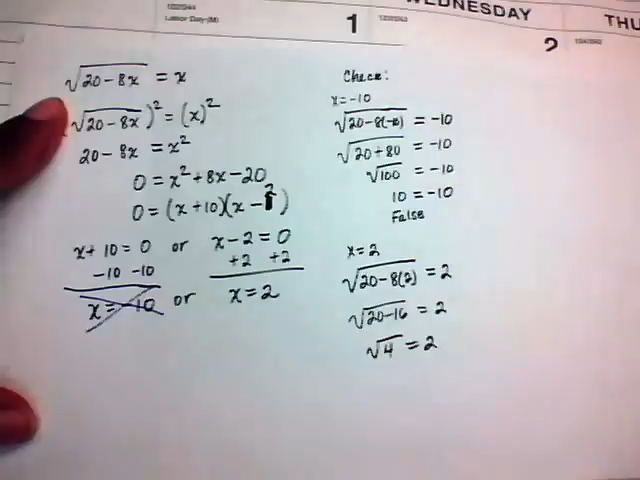 Labor Day-(M)
1
WEDNESDAY
2
THU
√20-8x = x
(√20-8x)² = (x)²
20-8x = x²
0 = x²+8x-20
0 = (x+10)(x-2)
x+10=0 or x-2=0
-10 -10 +2 +2
x=-10 or x=2
Check:
x=-10
√20-8(-10) = -10
√20+80 = -10
√100 = -10
10 = -10
False
x=2
√20-8(2) = 2
√20-16 = 2
√4 = 2